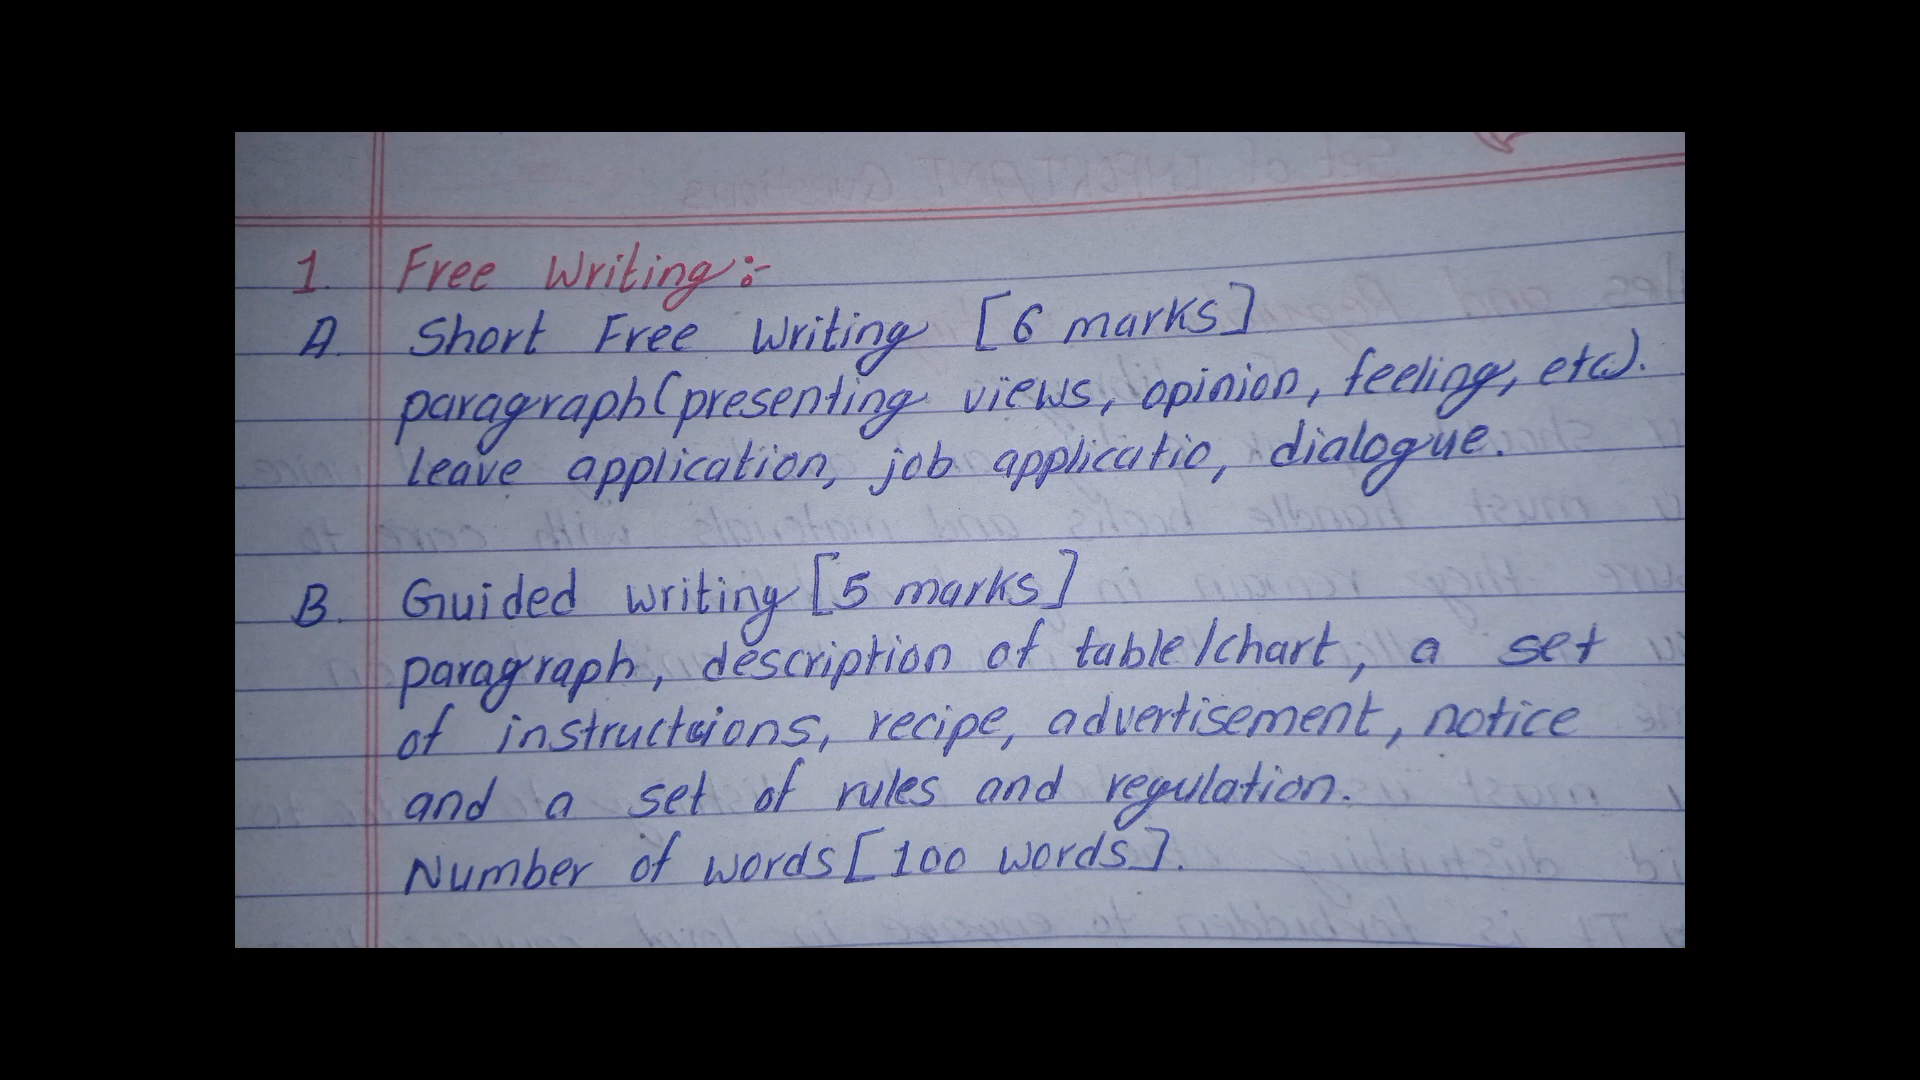 1. Free Writing:-
A. Short Free Writing [6 marks]
paragraph(presenting views, opinion, feeling, etc).
Leave application, job applicatio, dialogue.
B. Guided writing [5 marks]
paragraph, description of table/chart, a set
of instructaions, recipe, advertisement, notice
and a set of rules and regulation.
Number of words [100 words].